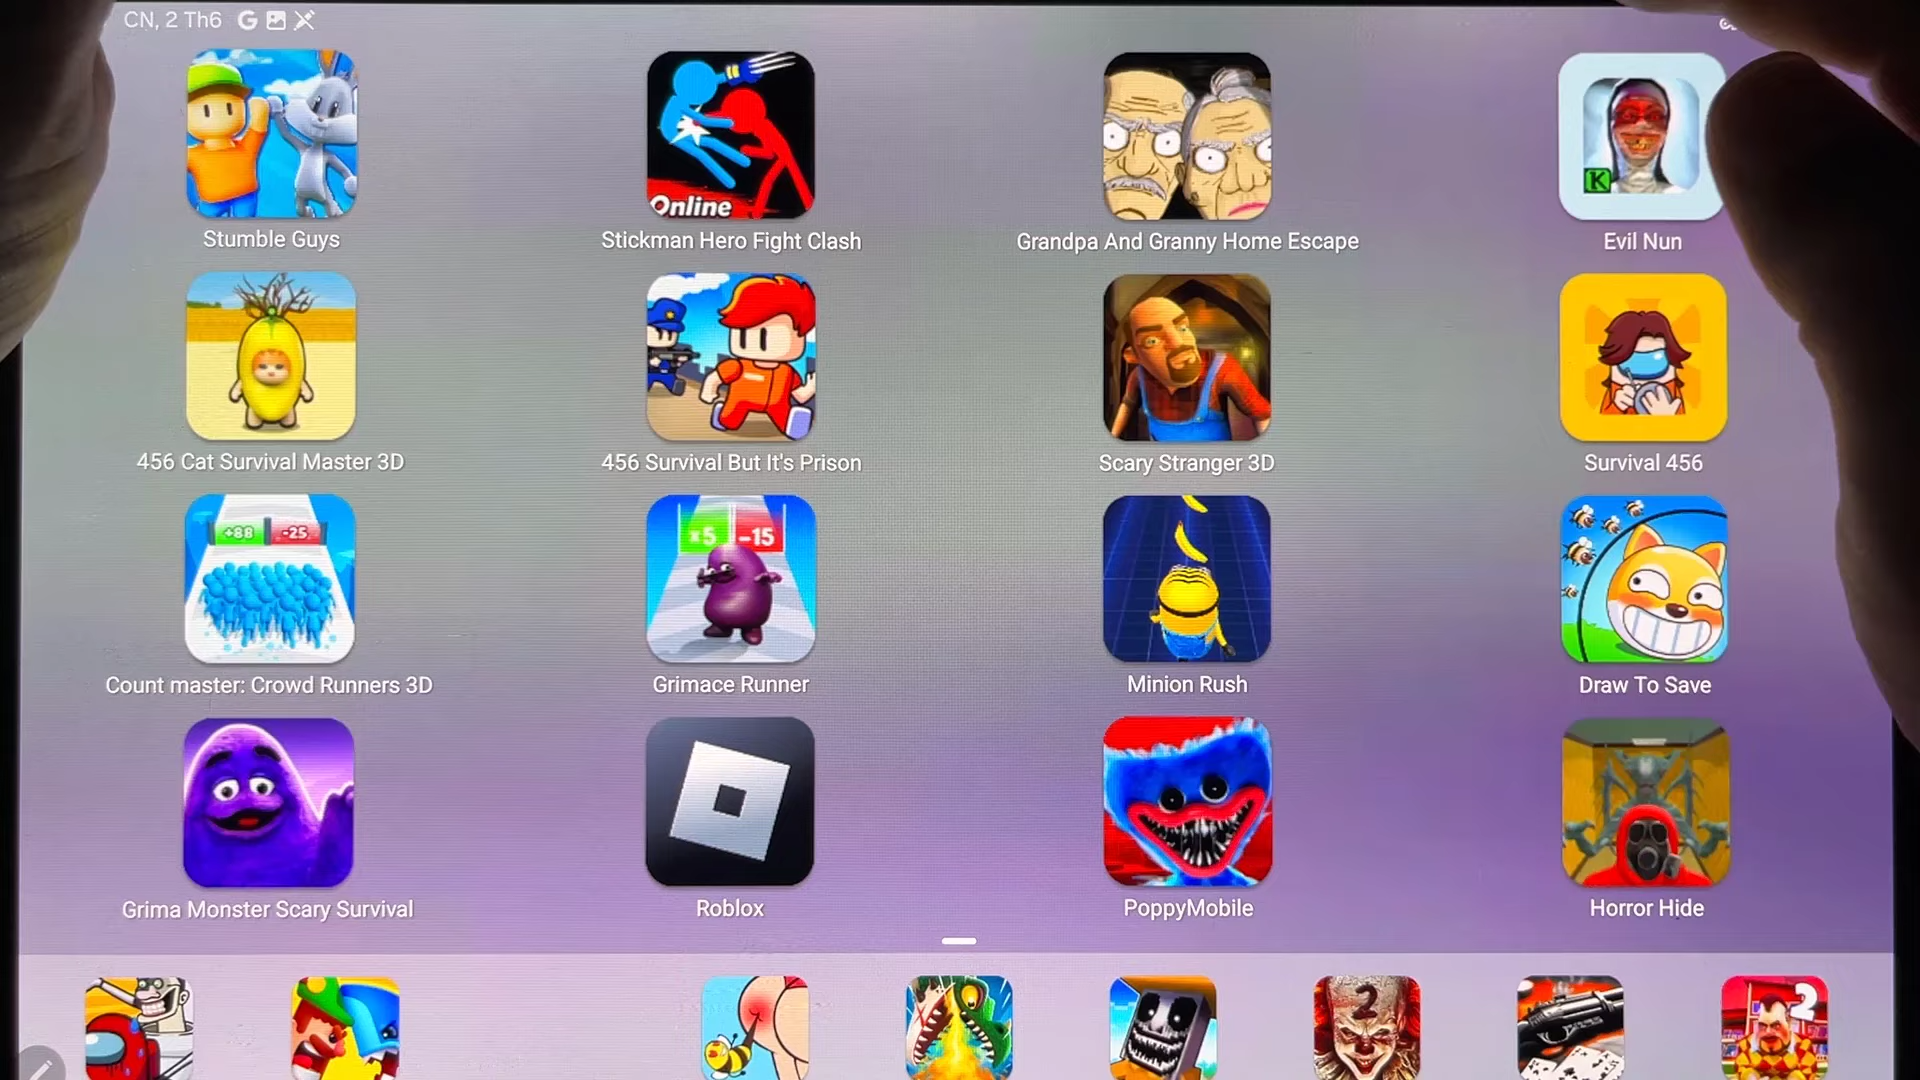 CN, 2 Th6
Online
Stumble Guys
Stickman Hero Fight Clash
Grandpa And Granny Home Escape
K
Evil Nun
456 Cat Survival Master 3D
456 Survival But It's Prison
Scary Stranger 3D
Survival 456
+88 -25
x5 -15
Count master: Crowd Runners 3D
Grimace Runner
Minion Rush
Draw To Save
Grima Monster Scary Survival
Roblox
PoppyMobile
Horror Hide
2
2